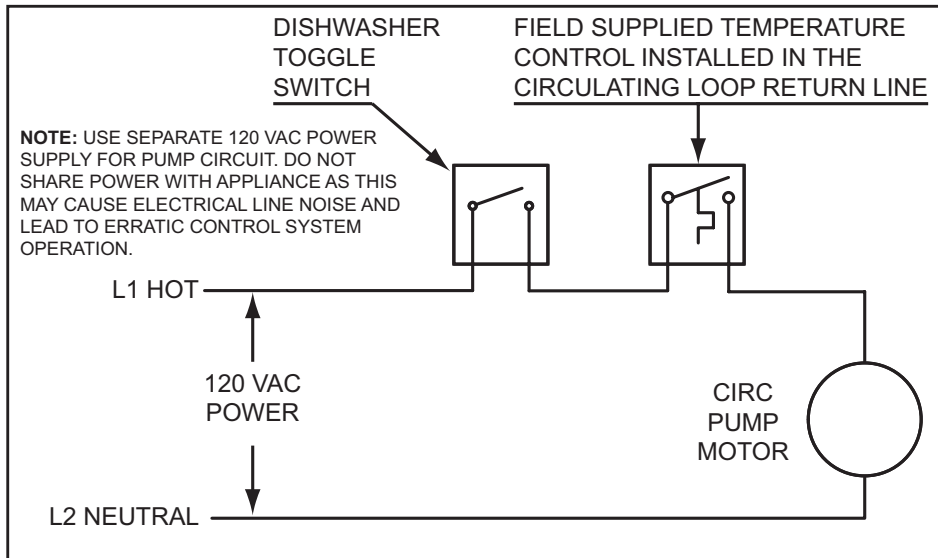 DISHWASHER
TOGGLE
SWITCH
FIELD SUPPLIED TEMPERATURE
CONTROL INSTALLED IN THE
CIRCULATING LOOP RETURN LINE
NOTE: USE SEPARATE 120 VAC POWER
SUPPLY FOR PUMP CIRCUIT. DO NOT
SHARE POWER WITH APPLIANCE AS THIS
MAY CAUSE ELECTRICAL LINE NOISE AND
LEAD TO ERRATIC CONTROL SYSTEM
OPERATION.
L1 HOT
120 VAC
POWER
CIRC
PUMP
MOTOR
L2 NEUTRAL